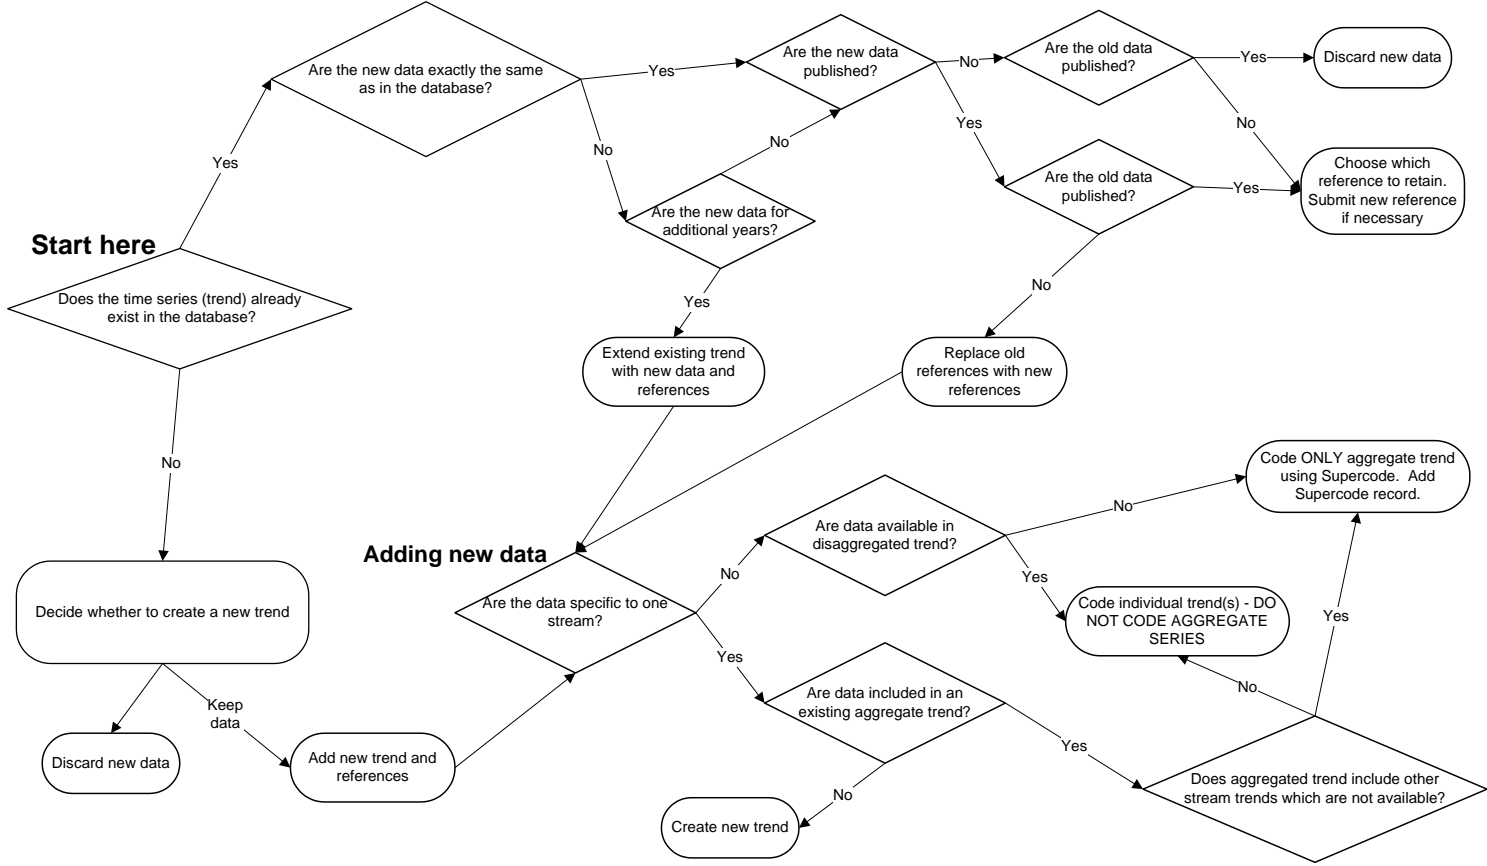 Are the new data exactly the same
as in the database?
Yes
Are the new data
published?
No
Are the old data
published?
Yes
Discard new data
Yes
No
No
Yes
No
Are the old data
published?
Yes
Choose which
reference to retain.
Submit new reference
if necessary
Are the new data for
additional years?
Start here
Does the time series (trend) already
exist in the database?
Yes
No
Extend existing trend
with new data and
references
Replace old
references with new
references
No
Code ONLY aggregate trend
using Supercode.  Add
Supercode record.
Are data available in
disaggregated trend?
No
Adding new data
Decide whether to create a new trend
Are the data specific to one
stream?
No
Yes
Code individual trend(s) - DO
NOT CODE AGGREGATE
SERIES
Yes
Yes
No
Are data included in an
existing aggregate trend?
Keep
data
Yes
Discard new data
Add new trend and
references
Does aggregated trend include other
stream trends which are not available?
No
Create new trend